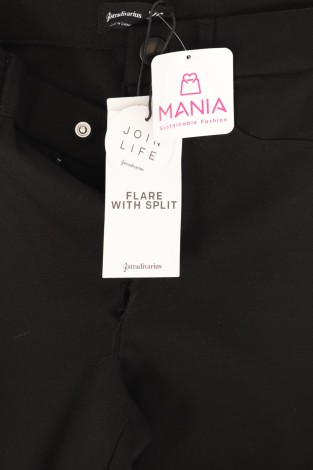 stradivarius
MANIA
Sustainable Fashion
JOIN
LIFE
stradivarius
FLARE
WITH SPLIT
stradivarius